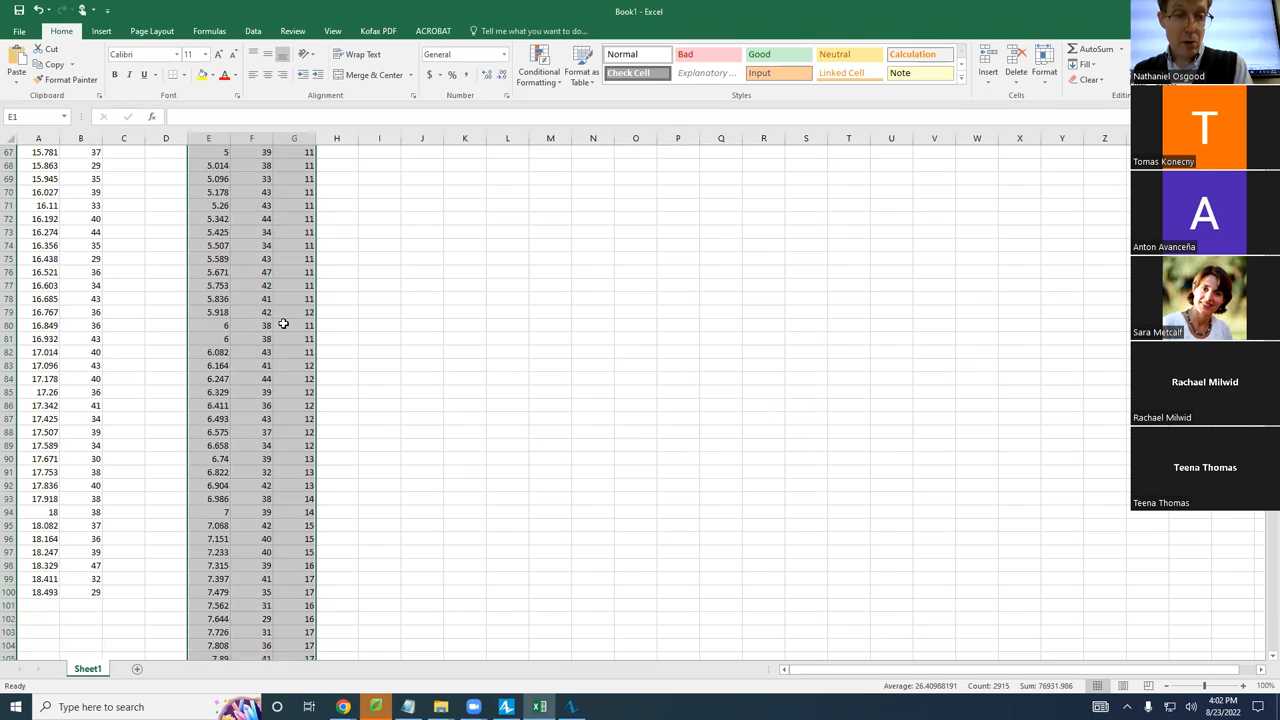 Book1 - Excel
File Home Insert Page Layout Formulas Data Review View Kofax PDF ACROBAT Tell me what you want to do...
Cut Copy Format Painter Paste Clipboard
Calibri 11 B I U Font
Wrap Text Merge & Center Alignment
General $ % , Number
Conditional Formatting Format as Table
Normal Bad Good Neutral Calculation
Check Cell Explanatory ... Input Linked Cell Note
Styles
Insert Delete Format Cells
AutoSum Fill Clear
E1 fx
A B C D E F G H I J K L M N O P Q R S T U V W X Y Z
67 15.781 37 5 39 11
68 15.863 29 5.014 38 11
69 15.945 35 5.096 33 11
70 16.027 39 5.178 43 11
71 16.11 33 5.26 43 11
72 16.192 40 5.342 44 11
73 16.274 44 5.425 34 11
74 16.356 35 5.507 34 11
75 16.438 29 5.589 43 11
76 16.521 36 5.671 47 11
77 16.603 34 5.753 42 11
78 16.685 43 5.836 41 11
79 16.767 36 5.918 42 12
80 16.849 36 6 38 11
81 16.932 43 6 38 11
82 17.014 40 6.082 43 11
83 17.096 43 6.164 41 12
84 17.178 40 6.247 44 12
85 17.26 36 6.329 39 12
86 17.342 41 6.411 36 12
87 17.425 34 6.493 43 12
88 17.507 39 6.575 37 12
89 17.589 34 6.658 34 12
90 17.671 30 6.74 39 13
91 17.753 38 6.822 32 13
92 17.836 40 6.904 42 13
93 17.918 38 6.986 38 14
94 18 38 7 39 14
95 18.082 37 7.068 42 15
96 18.164 36 7.151 40 15
97 18.247 39 7.233 40 15
98 18.329 47 7.315 39 16
99 18.411 32 7.397 41 17
100 18.493 29 7.479 35 17
101 7.562 31 16
102 7.644 29 16
103 7.726 31 17
104 7.808 36 17
105 7.89 41 17
Sheet1
Ready Average: 26.40988191 Count: 2915 Sum: 76931.986 100%
Type here to search
4:02 PM
8/23/2022
Nathaniel Osgood
T
Tomas Konecny
A
Anton Avanceña
Sara Metcalf
Rachael Milwid
Rachael Milwid
Teena Thomas
Teena Thomas